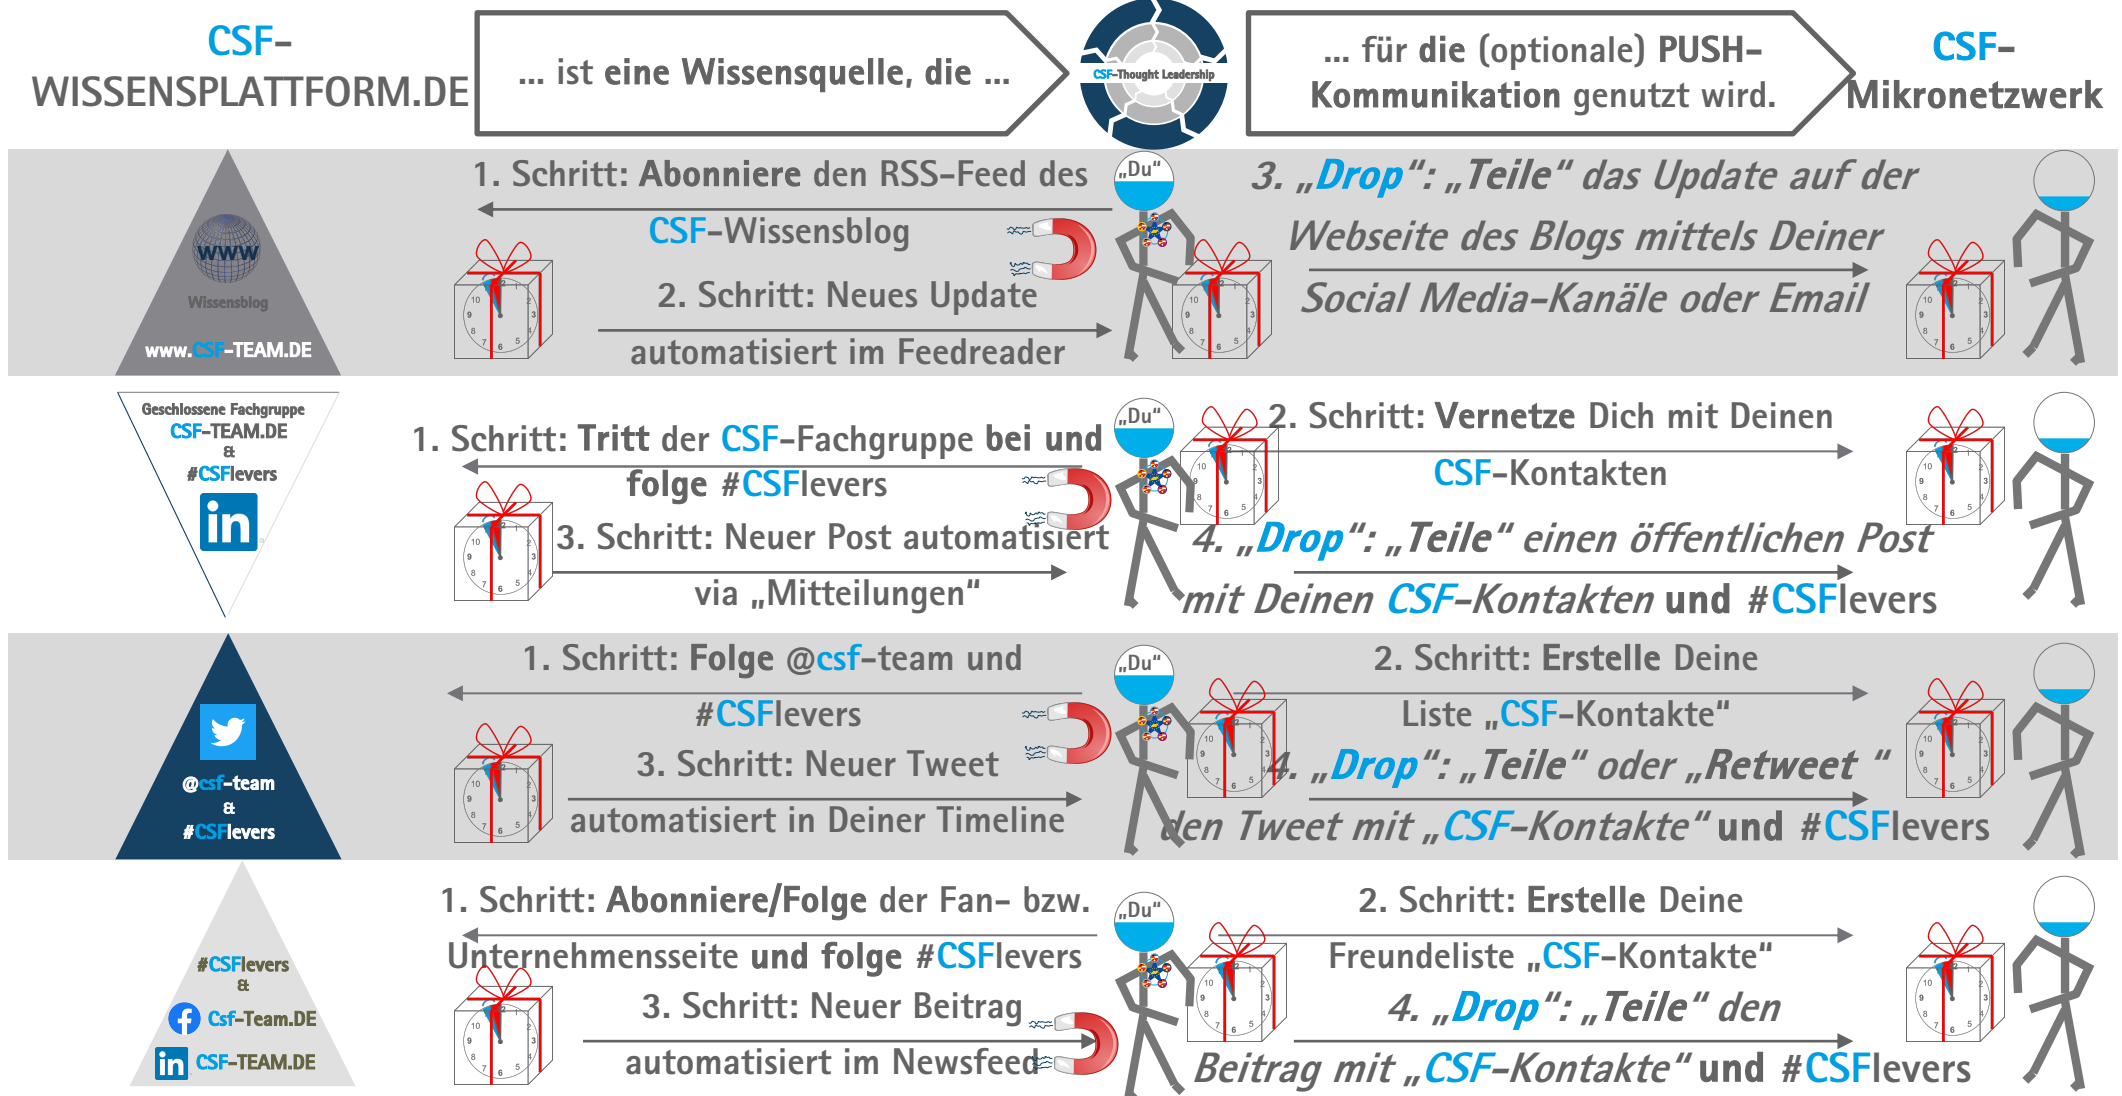 CSF-
WISSENSPLATTFORM.DE
... ist eine Wissensquelle, die ...
CSF-Thought Leadership
... für die (optionale) PUSH-
Kommunikation genutzt wird.
CSF-
Mikronetzwerk
www
Wissensblog
www.CSF-TEAM.DE
1. Schritt: Abonniere den RSS-Feed des
CSF-Wissensblog
2. Schritt: Neues Update
automatisiert im Feedreader
„Du“
3. „Drop“: „Teile“ das Update auf der
Webseite des Blogs mittels Deiner
Social Media-Kanäle oder Email
Geschlossene Fachgruppe
CSF-TEAM.DE
&
#CSFlevers
in
1. Schritt: Tritt der CSF-Fachgruppe bei und
folge #CSFlevers
3. Schritt: Neuer Post automatisiert
via „Mitteilungen“
„Du“
2. Schritt: Vernetze Dich mit Deinen
CSF-Kontakten
4. „Drop“: „Teile“ einen öffentlichen Post
mit Deinen CSF-Kontakten und #CSFlevers
@csf-team
&
#CSFlevers
1. Schritt: Folge @csf-team und
#CSFlevers
3. Schritt: Neuer Tweet
automatisiert in Deiner Timeline
„Du“
2. Schritt: Erstelle Deine
Liste „CSF-Kontakte“
4. „Drop“: „Teile“ oder „Retweet “
den Tweet mit „CSF-Kontakte“ und #CSFlevers
#CSFlevers
&
Csf-Team.DE
in CSF-TEAM.DE
1. Schritt: Abonniere/Folge der Fan- bzw.
Unternehmensseite und folge #CSFlevers
3. Schritt: Neuer Beitrag
automatisiert im Newsfeed
„Du“
2. Schritt: Erstelle Deine
Freundeliste „CSF-Kontakte“
4. „Drop“: „Teile“ den
Beitrag mit „CSF-Kontakte“ und #CSFlevers